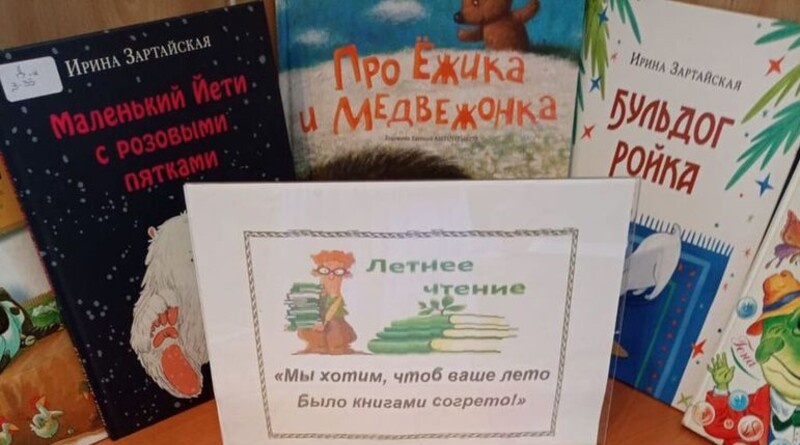 Ирина Зартайская
Маленький Йети
с розовыми
пятками
Про Ёжика
и Медвежонка
Ирина Зартайская
Бульдог
Ройка
Летнее
чтение
«Мы хотим, чтоб ваше лето
Было книгами согрето!»
Гена